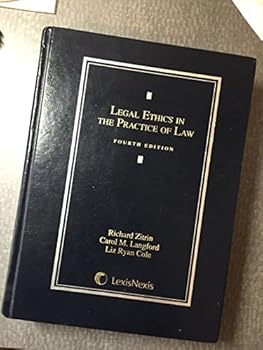 LEGAL ETHICS IN
THE PRACTICE OF LAW
FOURTH EDITION
Richard Zitrin
Carol M. Langford
Liz Ryan Cole
LexisNexis